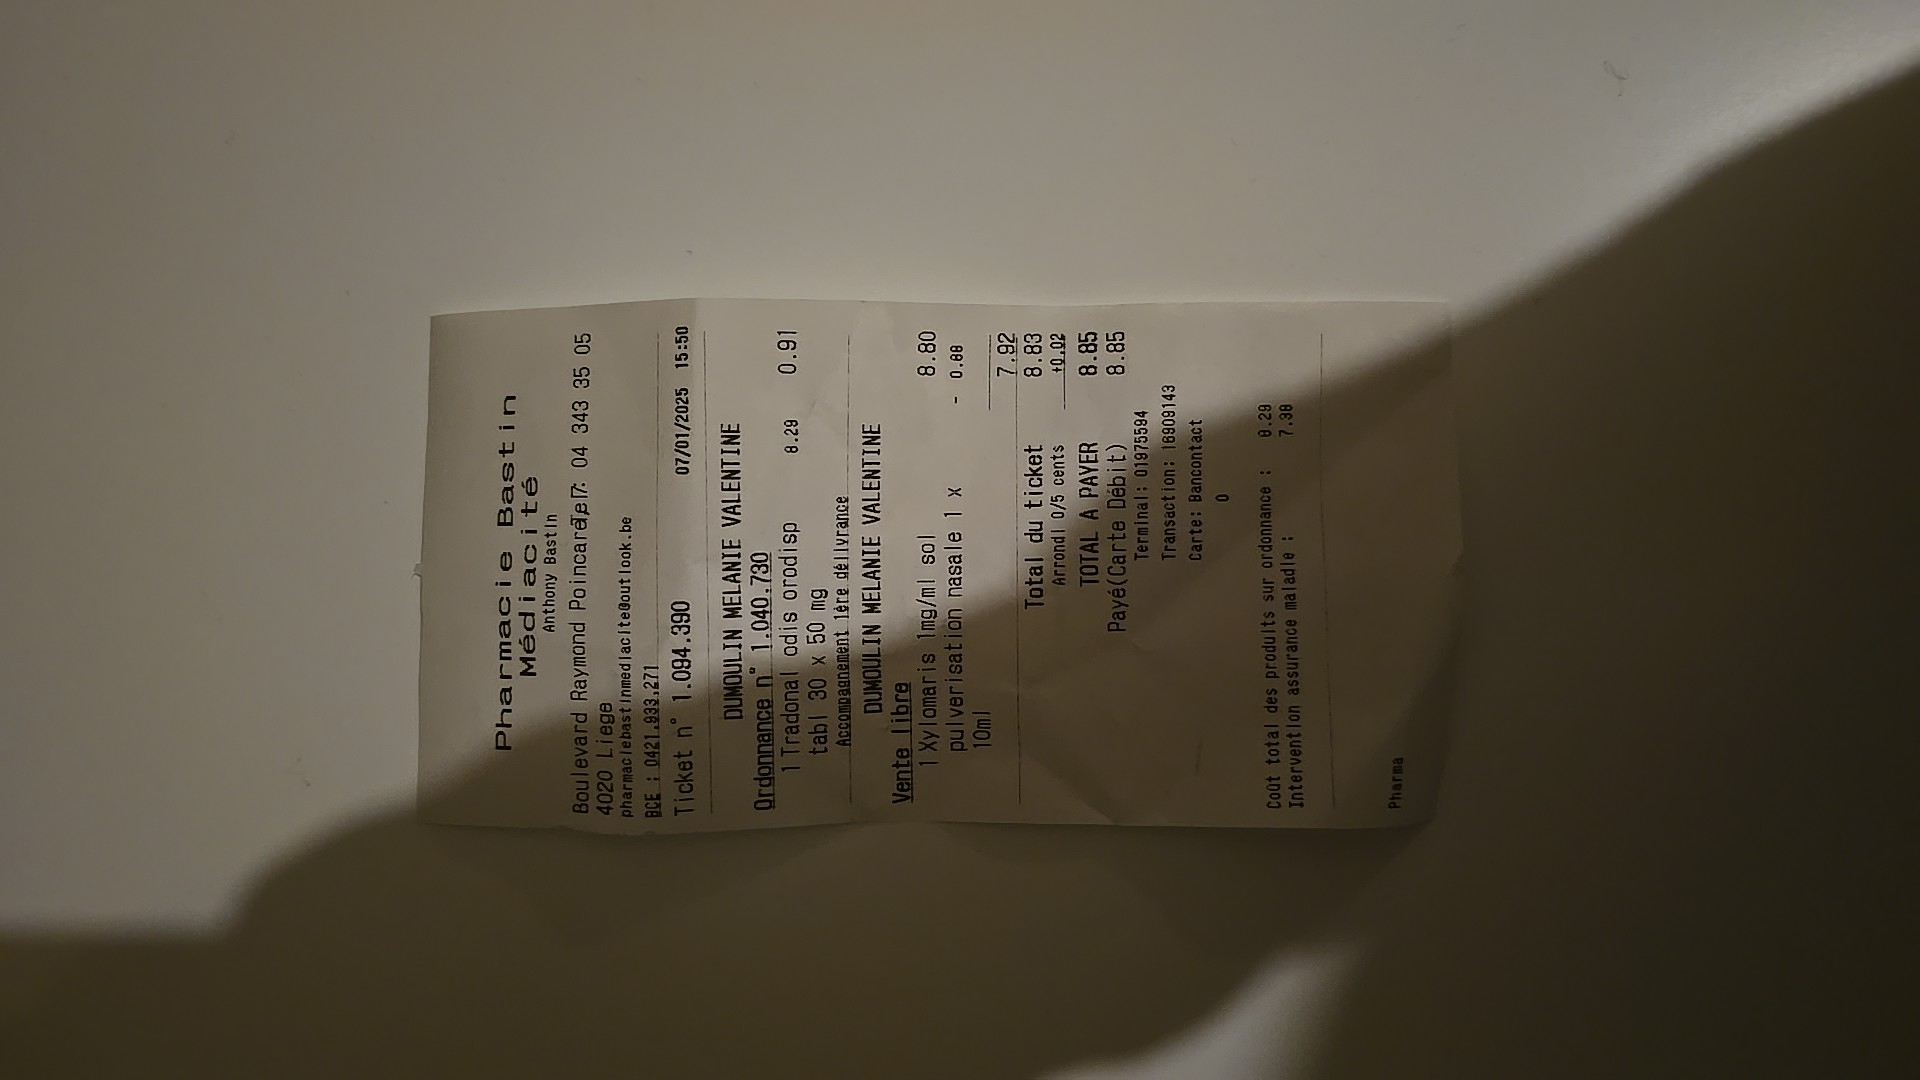 Pharmacie Bastin
Médiacité
Anthony Bastin
Boulevard Raymond Poincaré, 7 Tel: 04 343 35 05
4020 Liege
pharmaciebastinmediacite@outlook.be
BCE : 0421.933.271
Ticket n° 1.094.390 07/01/2025 15:50
DUMOULIN MELANIE VALENTINE
Ordonnance n° 1.040.730
1 Tradonal odis orodisp 8.29 0.91
tabl 30 x 50 mg
Accompagnement 1ère délivrance
DUMOULIN MELANIE VALENTINE
Vente libre
1 Xylomaris 1mg/ml sol 8.80
pulverisation nasale 1 x - 0.88
10ml
7.92
Total du ticket 8.83
Arrondi 0/5 cents +0.02
TOTAL A PAYER 8.85
Payé(Carte Débit) 8.85
Terminal: 01975594
Transaction: 16909143
Carte: Bancontact
0
Coût total des produits sur ordonnance : 8.29
Intervention assurance maladie : 7.38
Pharma